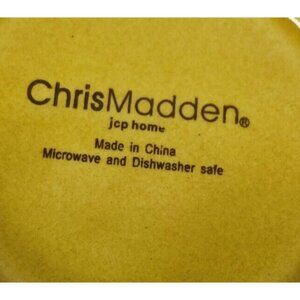 ChrisMadden®
jcp home
Made in China
Microwave and Dishwasher safe